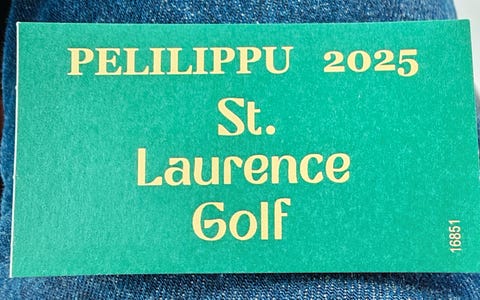 PELILIPPU 2025
St.
Laurence
Golf
16851